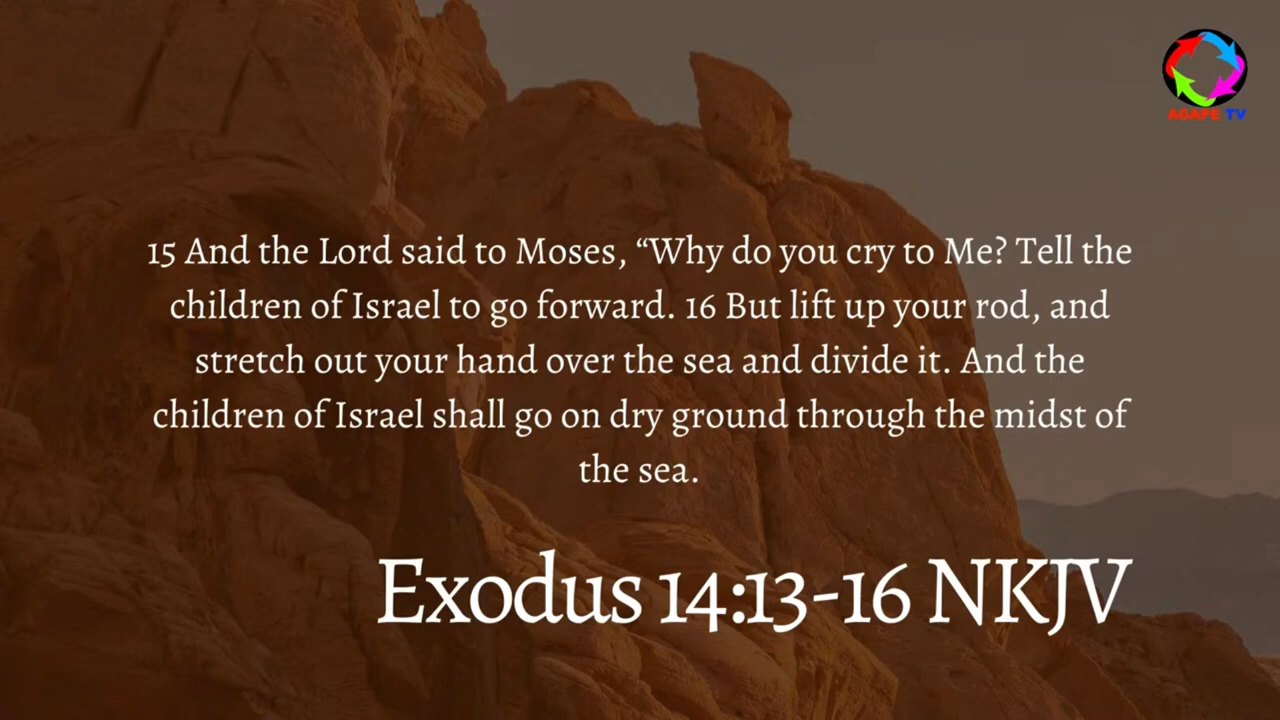 AGAPE TV
15 And the Lord said to Moses, “Why do you cry to Me? Tell the
children of Israel to go forward. 16 But lift up your rod, and
stretch out your hand over the sea and divide it. And the
children of Israel shall go on dry ground through the midst of
the sea.
Exodus 14:13-16 NKJV